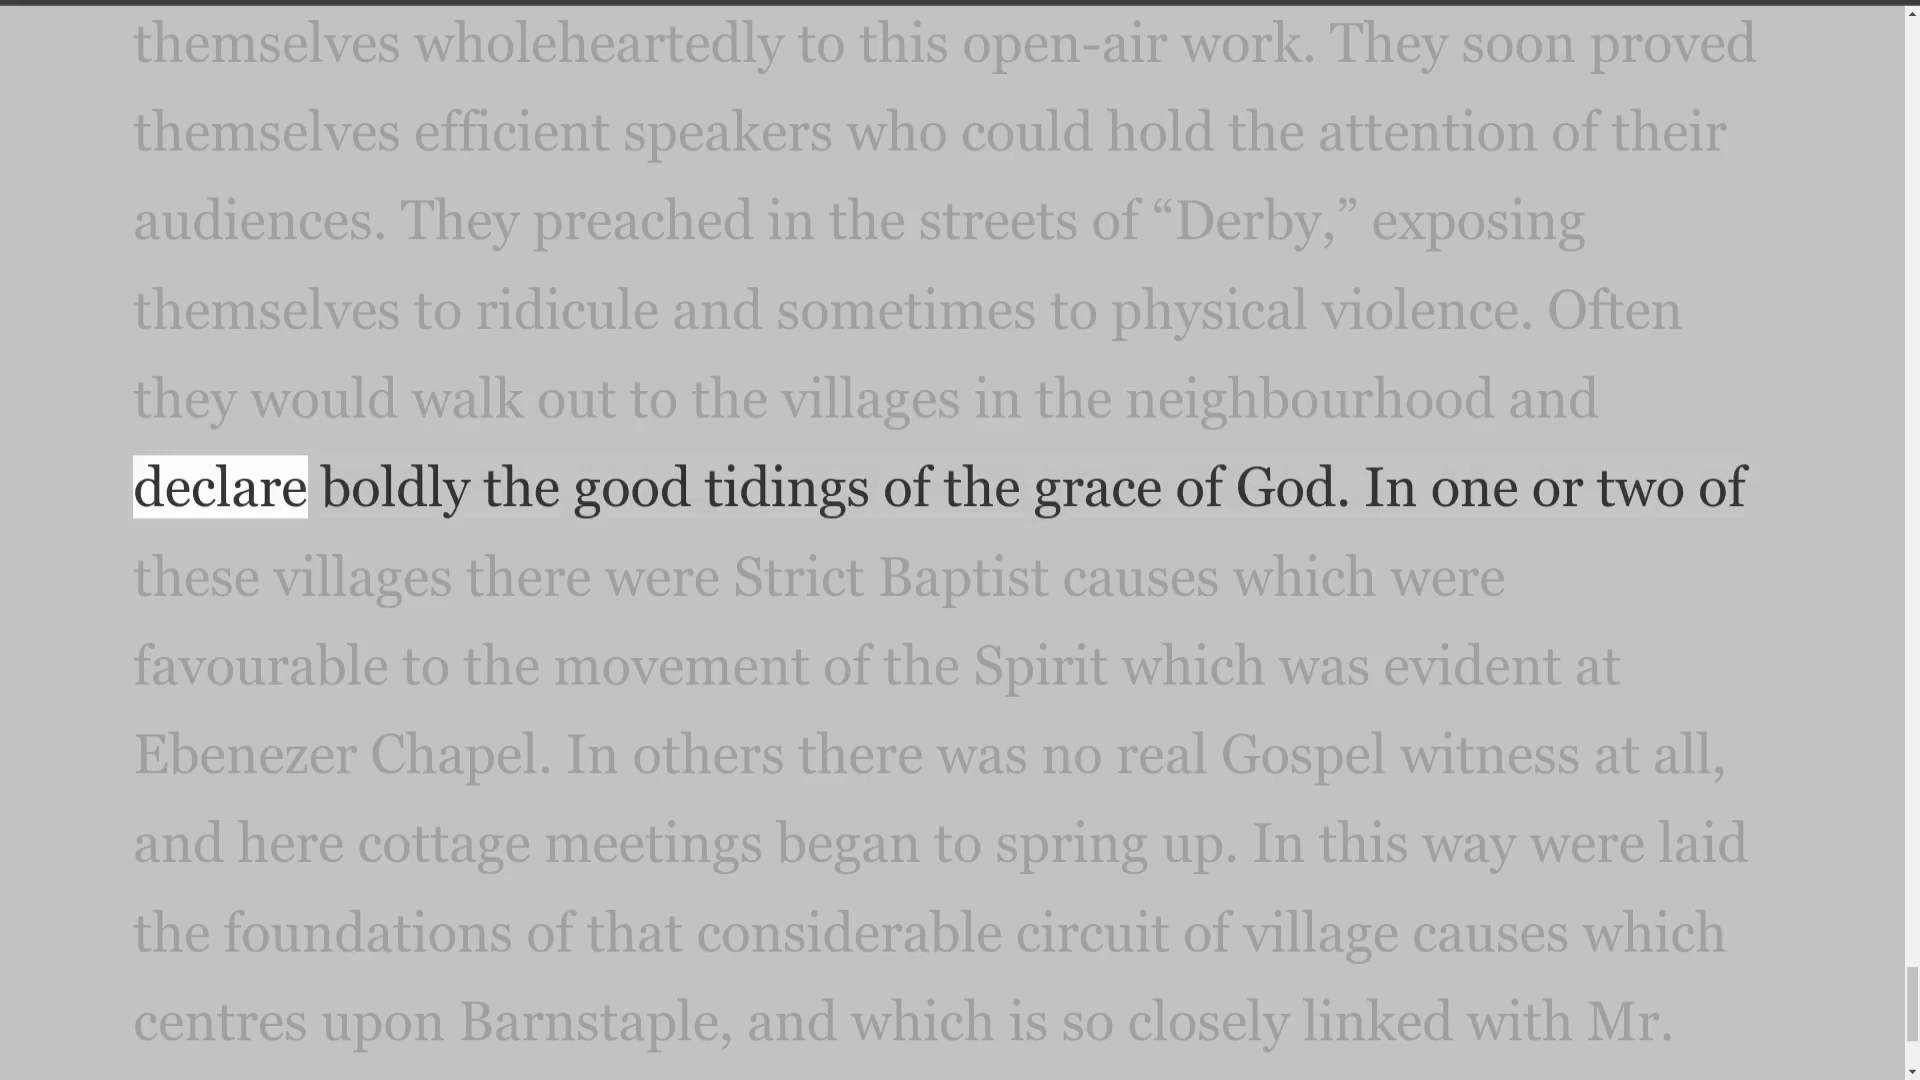 themselves wholeheartedly to this open-air work. They soon proved
themselves efficient speakers who could hold the attention of their
audiences. They preached in the streets of “Derby,” exposing
themselves to ridicule and sometimes to physical violence. Often
they would walk out to the villages in the neighbourhood and
declare boldly the good tidings of the grace of God. In one or two of
these villages there were Strict Baptist causes which were
favourable to the movement of the Spirit which was evident at
Ebenezer Chapel. In others there was no real Gospel witness at all,
and here cottage meetings began to spring up. In this way were laid
the foundations of that considerable circuit of village causes which
centres upon Barnstaple, and which is so closely linked with Mr.